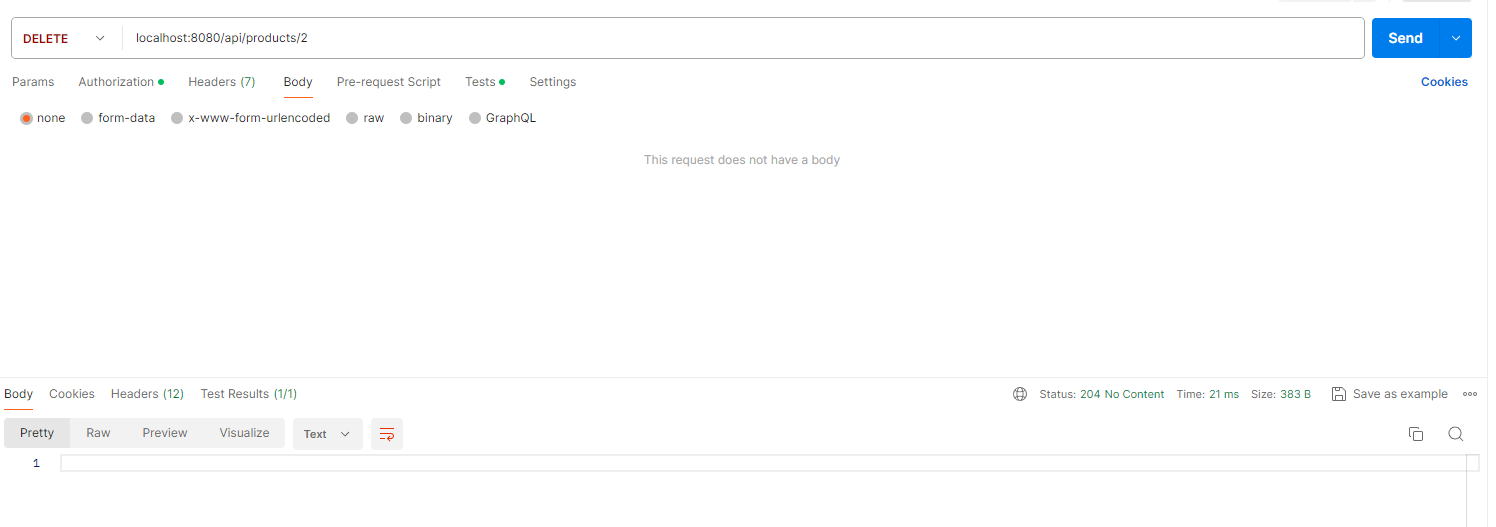 DELETE localhost:8080/api/products/2 Send
Params Authorization Headers (7) Body Pre-request Script Tests Settings Cookies
none form-data x-www-form-urlencoded raw binary GraphQL
This request does not have a body
Body Cookies Headers (12) Test Results (1/1) Status: 204 No Content Time: 21 ms Size: 383 B Save as example
Pretty Raw Preview Visualize Text
1